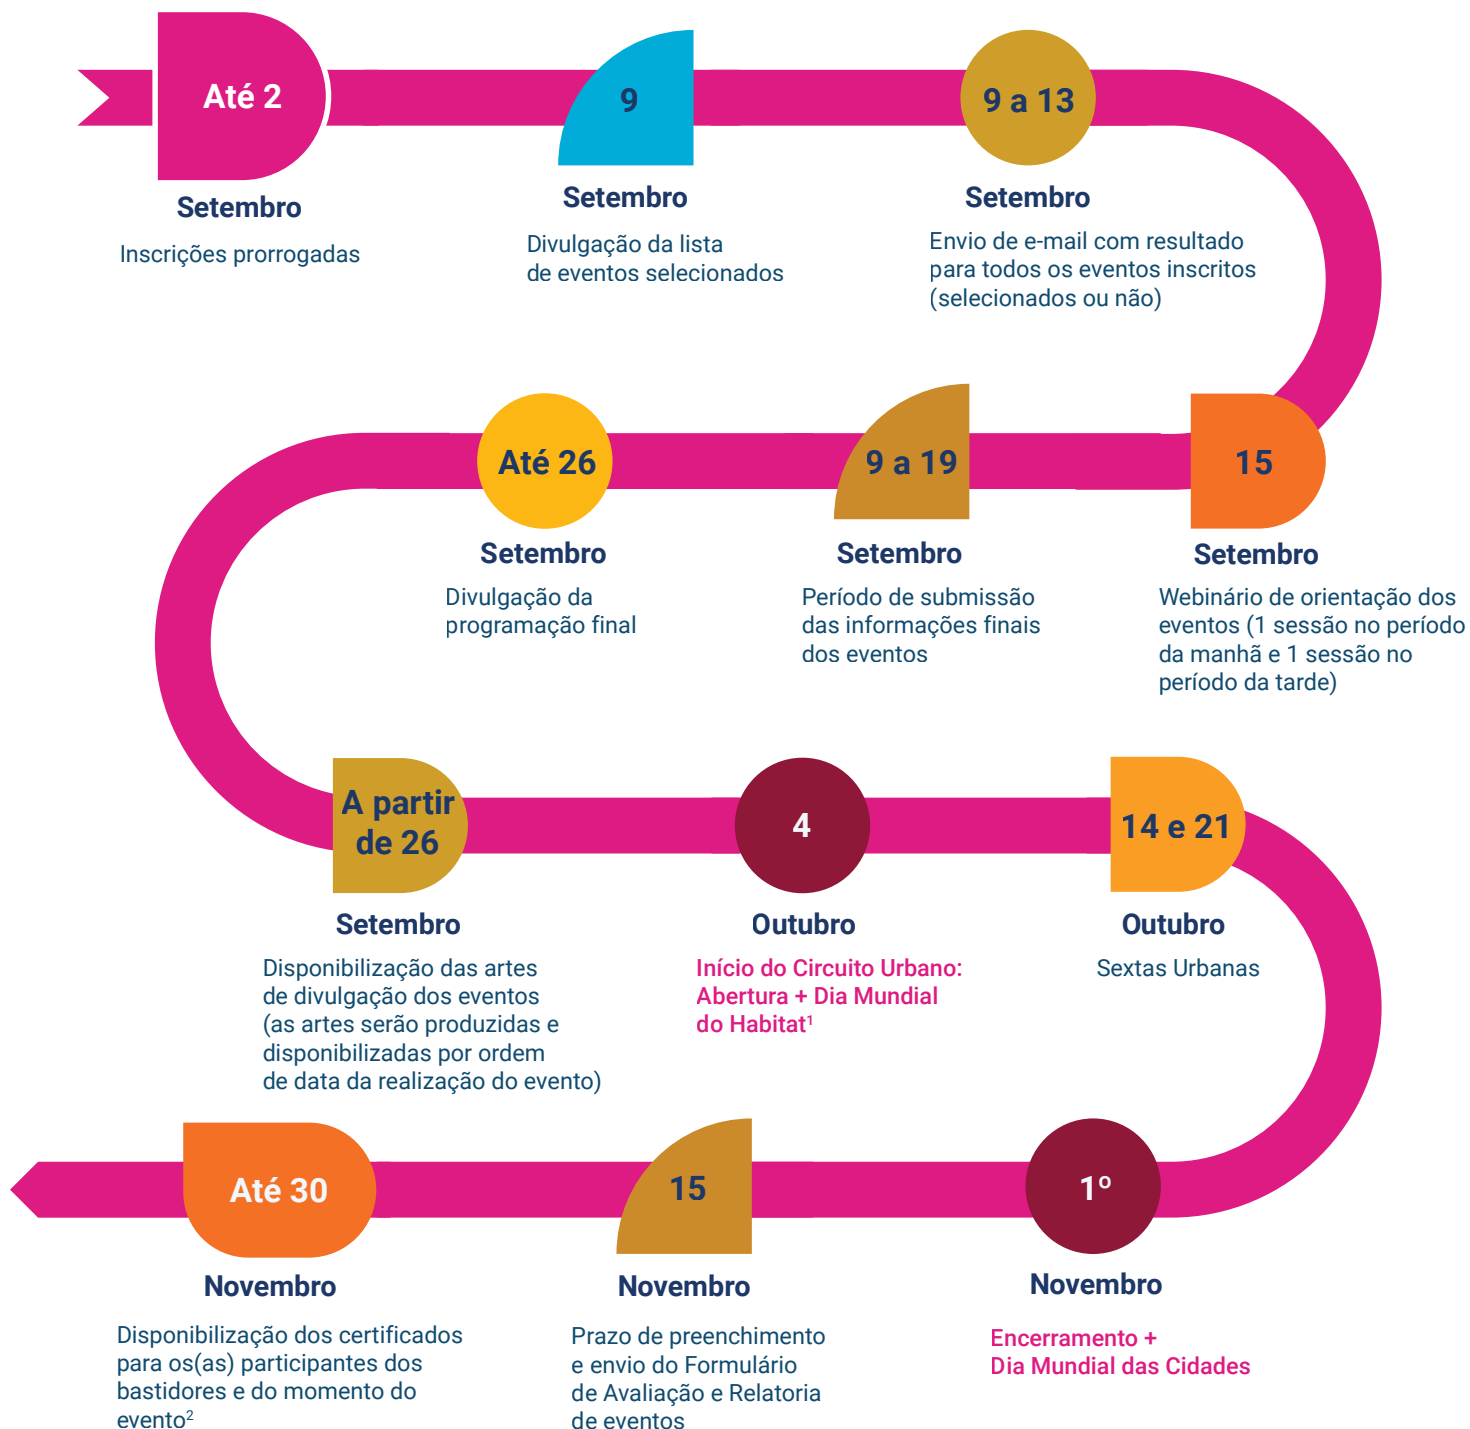 Até 2
Setembro
Inscrições prorrogadas
9
Setembro
Divulgação da lista
de eventos selecionados
9 a 13
Setembro
Envio de e-mail com resultado
para todos os eventos inscritos
(selecionados ou não)
15
Setembro
Webinário de orientação dos
eventos (1 sessão no período
da manhã e 1 sessão no
período da tarde)
9 a 19
Setembro
Período de submissão
das informações finais
dos eventos
Até 26
Setembro
Divulgação da
programação final
A partir
de 26
Setembro
Disponibilização das artes
de divulgação dos eventos
(as artes serão produzidas e
disponibilizadas por ordem
de data da realização do evento)
4
Outubro
Início do Circuito Urbano:
Abertura + Dia Mundial
do Habitat¹
14 e 21
Outubro
Sextas Urbanas
1º
Novembro
Encerramento +
Dia Mundial das Cidades
15
Novembro
Prazo de preenchimento
e envio do Formulário
de Avaliação e Relatoria
de eventos
Até 30
Novembro
Disponibilização dos certificados
para os(as) participantes dos
bastidores e do momento do
evento²